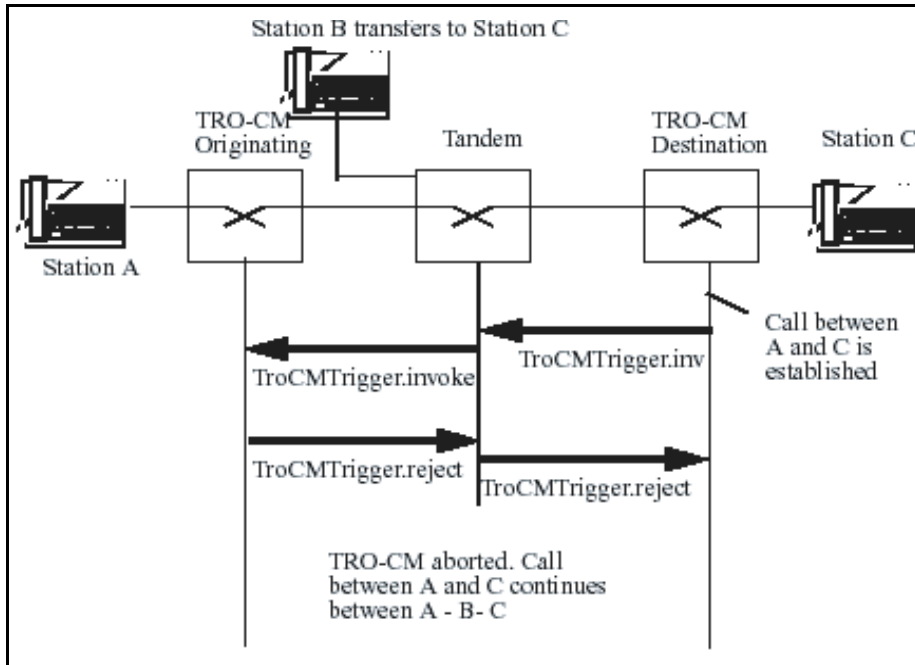 Station B transfers to Station C
TRO-CM
Originating
Tandem
TRO-CM
Destination
Station C
Station A
Call between
A and C is
established
TroCMTrigger.inv
TroCMTrigger.invoke
TroCMTrigger.reject
TroCMTrigger.reject
TRO-CM aborted. Call
between A and C continues
between A - B- C